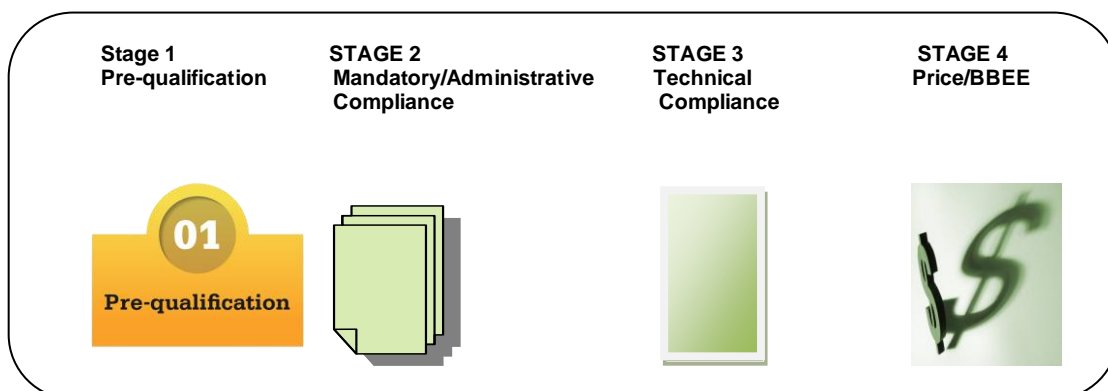 Stage 1
Pre-qualification
STAGE 2
Mandatory/Administrative
Compliance
STAGE 3
Technical
Compliance
STAGE 4
Price/BBEE
01
Pre-qualification
$